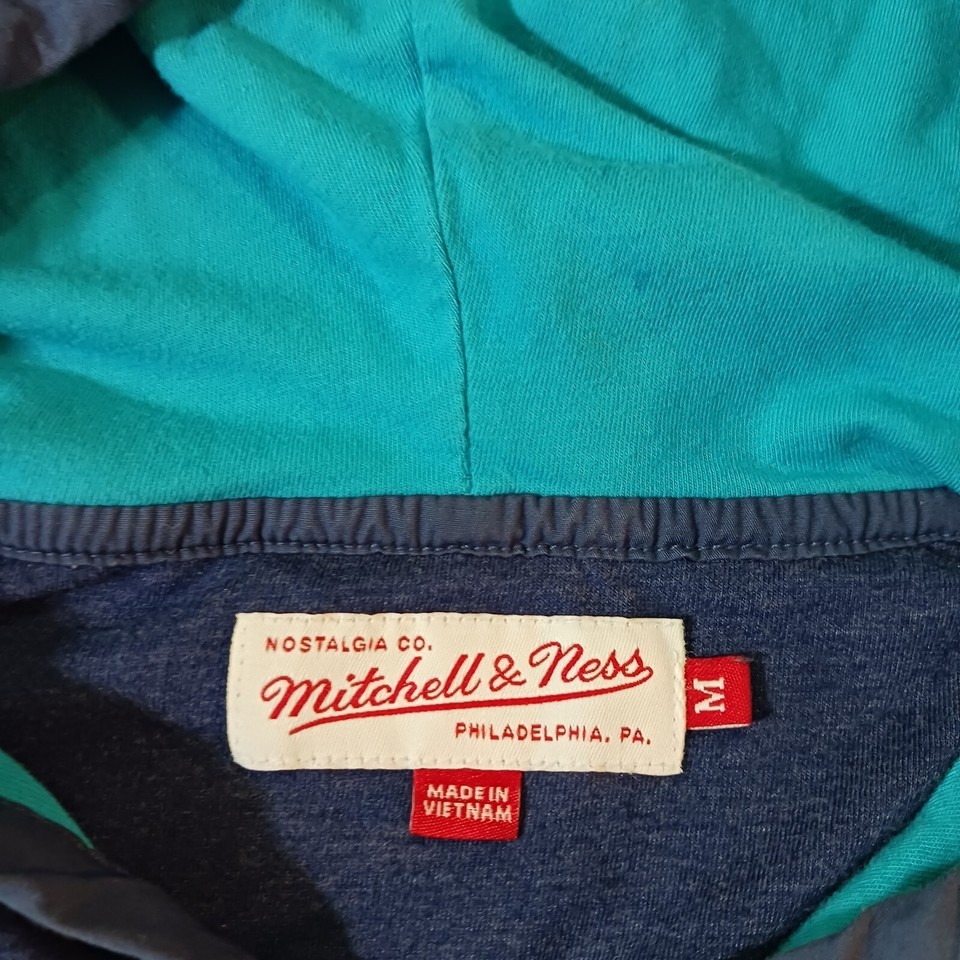 NOSTALGIA CO.
Mitchell & Ness
PHILADELPHIA, PA.
M
MADE IN
VIETNAM